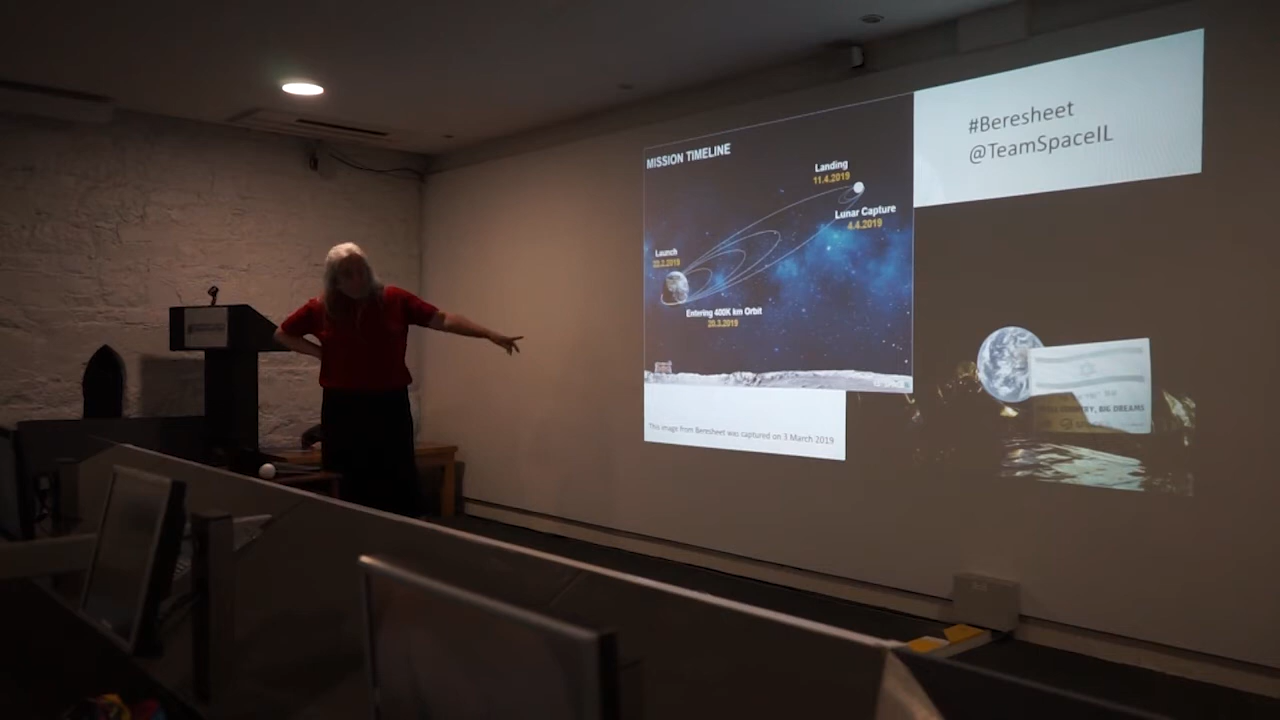 MISSION TIMELINE
Landing
11.4.2019
Lunar Capture
4.4.2019
Launch
22.2.2019
Entering 400K km Orbit
20.3.2019
This image from Beresheet was captured on 3 March 2019
#Beresheet
@TeamSpaceIL
COUNTRY, BIG DREAMS